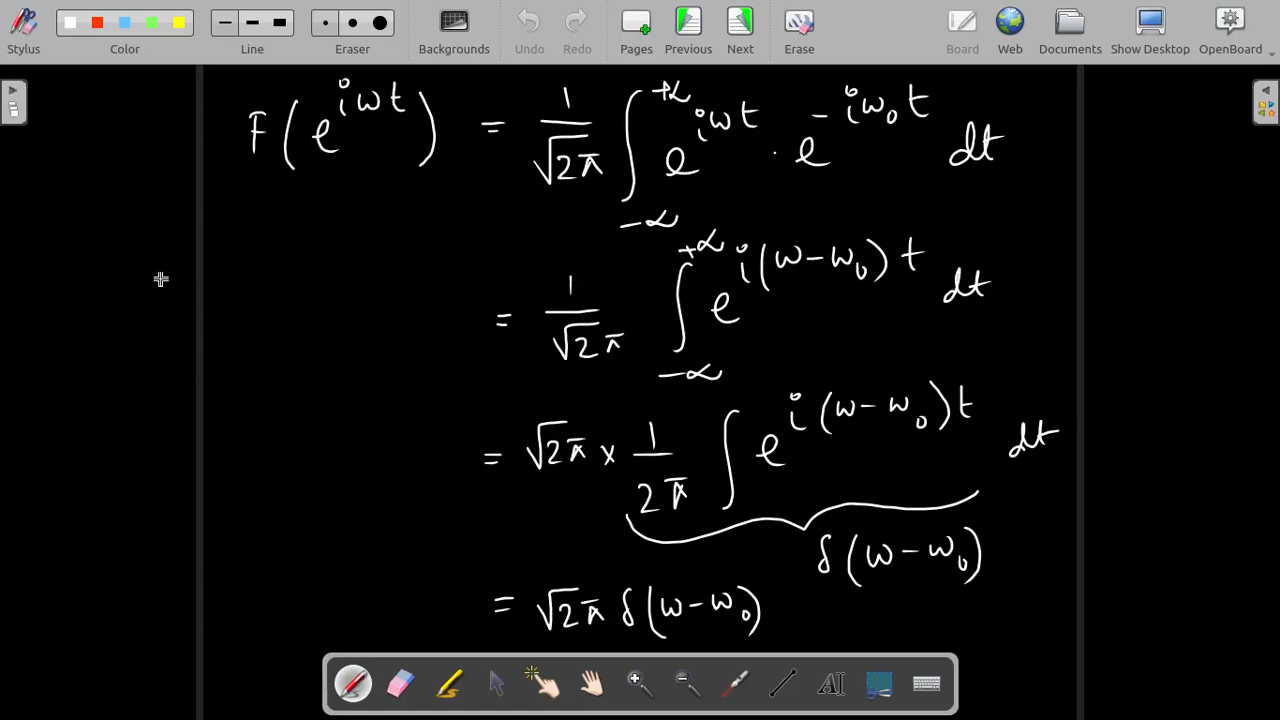 Stylus Color Line Eraser Backgrounds Undo Redo Pages Previous Next Erase Board Web Documents Show Desktop OpenBoard
F(e^{iωt}) = 1/√2π ∫_{-∞}^{+∞} e^{iωt} · e^{-iω₀t} dt
= 1/√2π ∫_{-∞}^{+∞} e^{i(ω-ω₀)t} dt
= √2π × 1/2π ∫ e^{i(ω-ω₀)t} dt
δ(ω-ω₀)
= √2π δ(ω-ω₀)
AI